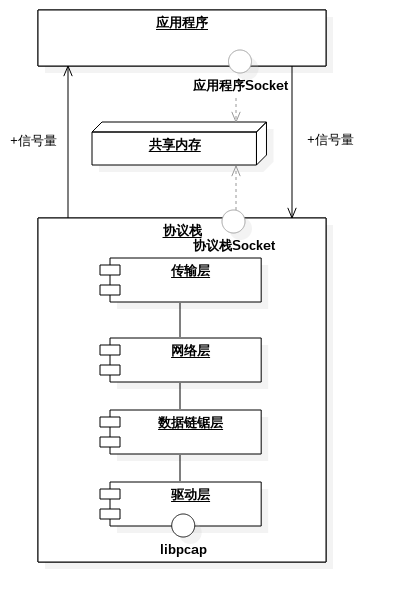 应用程序
应用程序Socket
+信号量
+信号量
共享内存
协议栈
协议栈Socket
传输层
网络层
数据链锯层
驱动层
libpcap